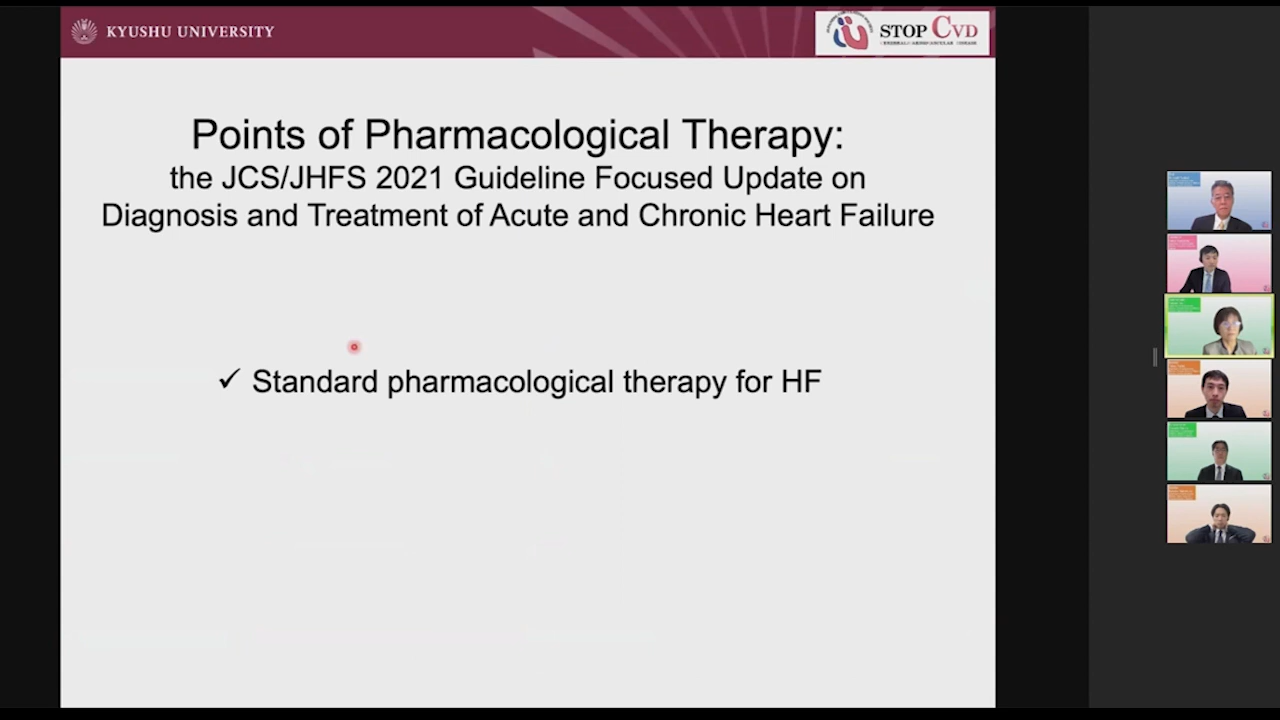 KYUSHU UNIVERSITY
STOP CVD
Points of Pharmacological Therapy:
the JCS/JHFS 2021 Guideline Focused Update on
Diagnosis and Treatment of Acute and Chronic Heart Failure
✓ Standard pharmacological therapy for HF